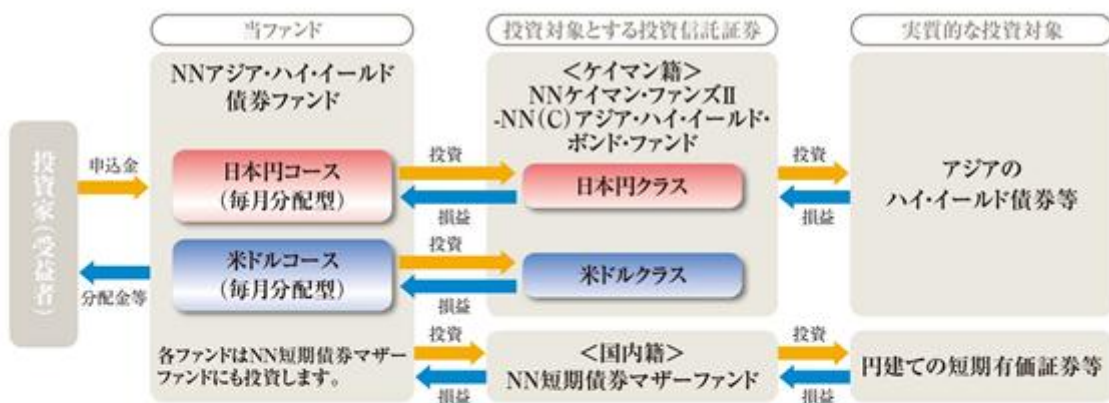 当ファンド
投資対象とする投資信託証券
実質的な投資対象
投資家(受益者)
申込金
分配金等
NNアジア・ハイ・イールド
債券ファンド
日本円コース
(毎月分配型)
米ドルコース
(毎月分配型)
各ファンドはNN短期債券マザー
ファンドにも投資します。
投資
損益
投資
損益
投資
損益
<ケイマン籍>
NNケイマン・ファンズⅡ
-NN(C)アジア・ハイ・イールド・
ボンド・ファンド
日本円クラス
米ドルクラス
<国内籍>
NN短期債券マザーファンド
投資
損益
投資
損益
アジアの
ハイ・イールド債券等
円建ての短期有価証券等